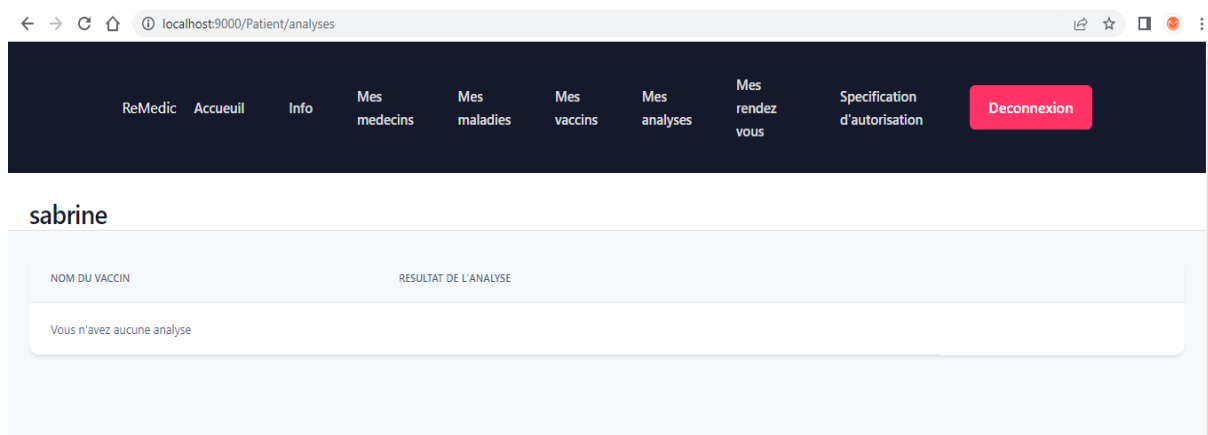 localhost:9000/Patient/analyses
ReMedic Accueuil Info Mes medecins Mes maladies Mes vaccins Mes analyses Mes rendez vous Specification d'autorisation Deconnexion
sabrine
NOM DU VACCIN RESULTAT DE L'ANALYSE
Vous n'avez aucune analyse